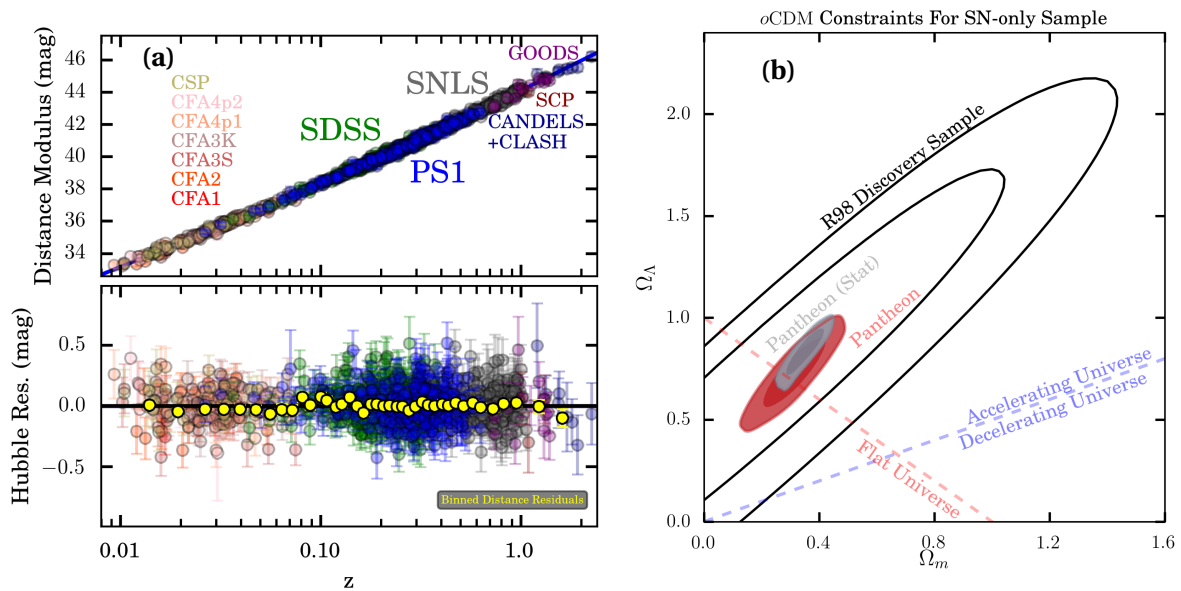 (a)
GOODS
CSP
CFA4p2
CFA4p1
CFA3K
CFA3S
CFA2
CFA1
SNLS
SDSS
SCP
CANDELS
+CLASH
PS1
Distance Modulus (mag)
46
44
42
40
38
36
34
Hubble Res. (mag)
0.5
0.0
−0.5
Binned Distance Residuals
0.01
0.10
1.0
z
oCDM Constraints For SN-only Sample
(b)
R98 Discovery Sample
Pantheon (Stat)
Pantheon
Accelerating Universe
Decelerating Universe
Flat Universe
Ω_Λ
2.0
1.5
1.0
0.5
0.0
0.0
0.4
0.8
1.2
1.6
Ω_m